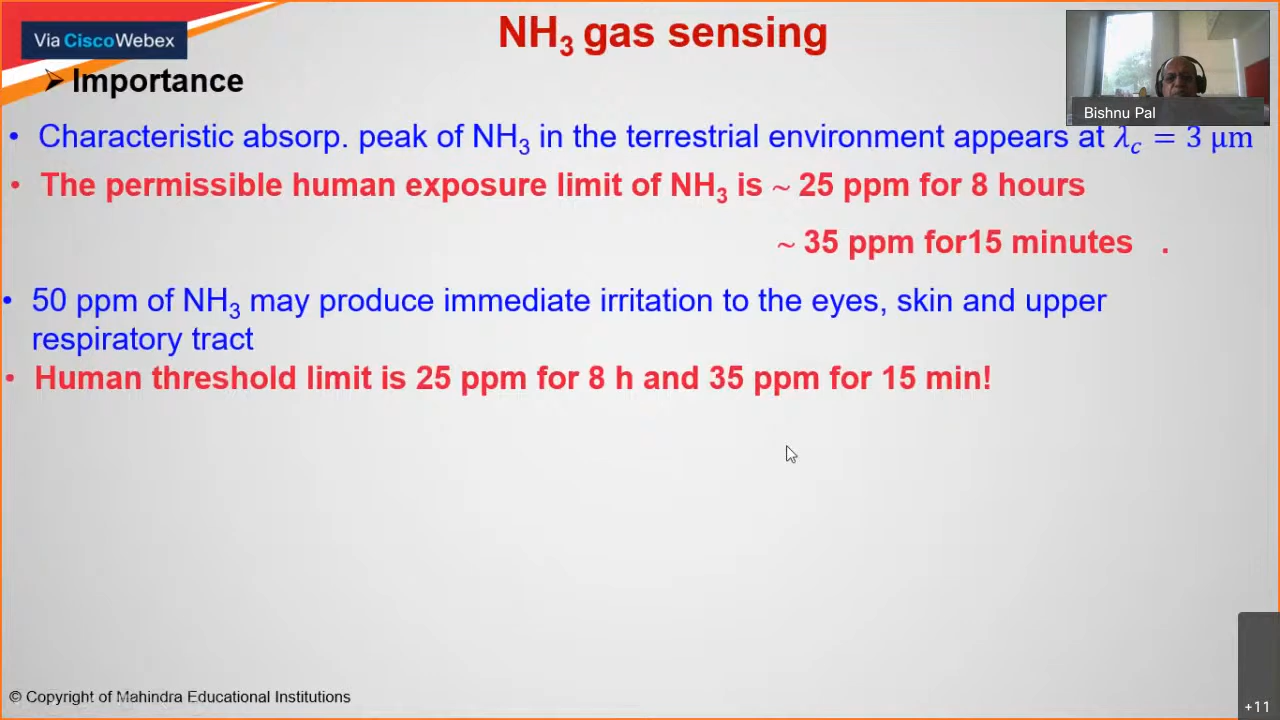 NH₃ gas sensing
Via CiscoWebex
➤ Importance
Bishnu Pal
• Characteristic absorp. peak of NH₃ in the terrestrial environment appears at λ𝑐 = 3 μm
• The permissible human exposure limit of NH₃ is ~ 25 ppm for 8 hours
~ 35 ppm for15 minutes .
• 50 ppm of NH₃ may produce immediate irritation to the eyes, skin and upper
respiratory tract
• Human threshold limit is 25 ppm for 8 h and 35 ppm for 15 min!
© Copyright of Mahindra Educational Institutions
+11